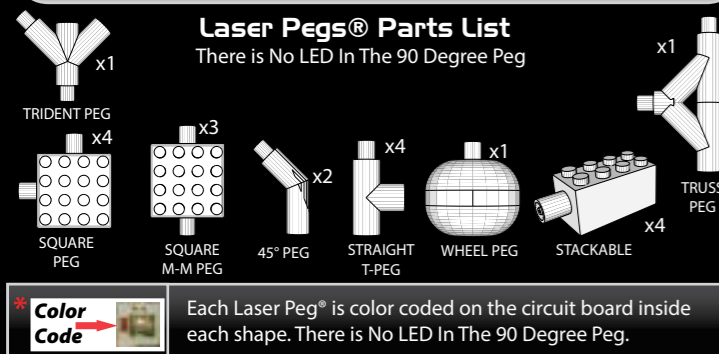 Laser Pegs® Parts List
There is No LED In The 90 Degree Peg
x1
TRIDENT PEG
x1
TRUSS
PEG
x4
SQUARE
PEG
x3
SQUARE
M-M PEG
x2
45° PEG
x4
STRAIGHT
T-PEG
x1
WHEEL PEG
x4
STACKABLE
* Color
Code
Each Laser Peg® is color coded on the circuit board inside
each shape. There is No LED In The 90 Degree Peg.